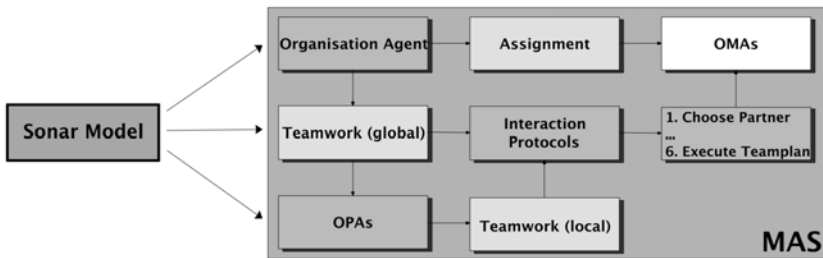 Organisation Agent
Assignment
OMAs
Sonar Model
Teamwork (global)
Interaction
Protocols
1. Choose Partner
...
6. Execute Teamplan
OPAs
Teamwork (local)
MAS